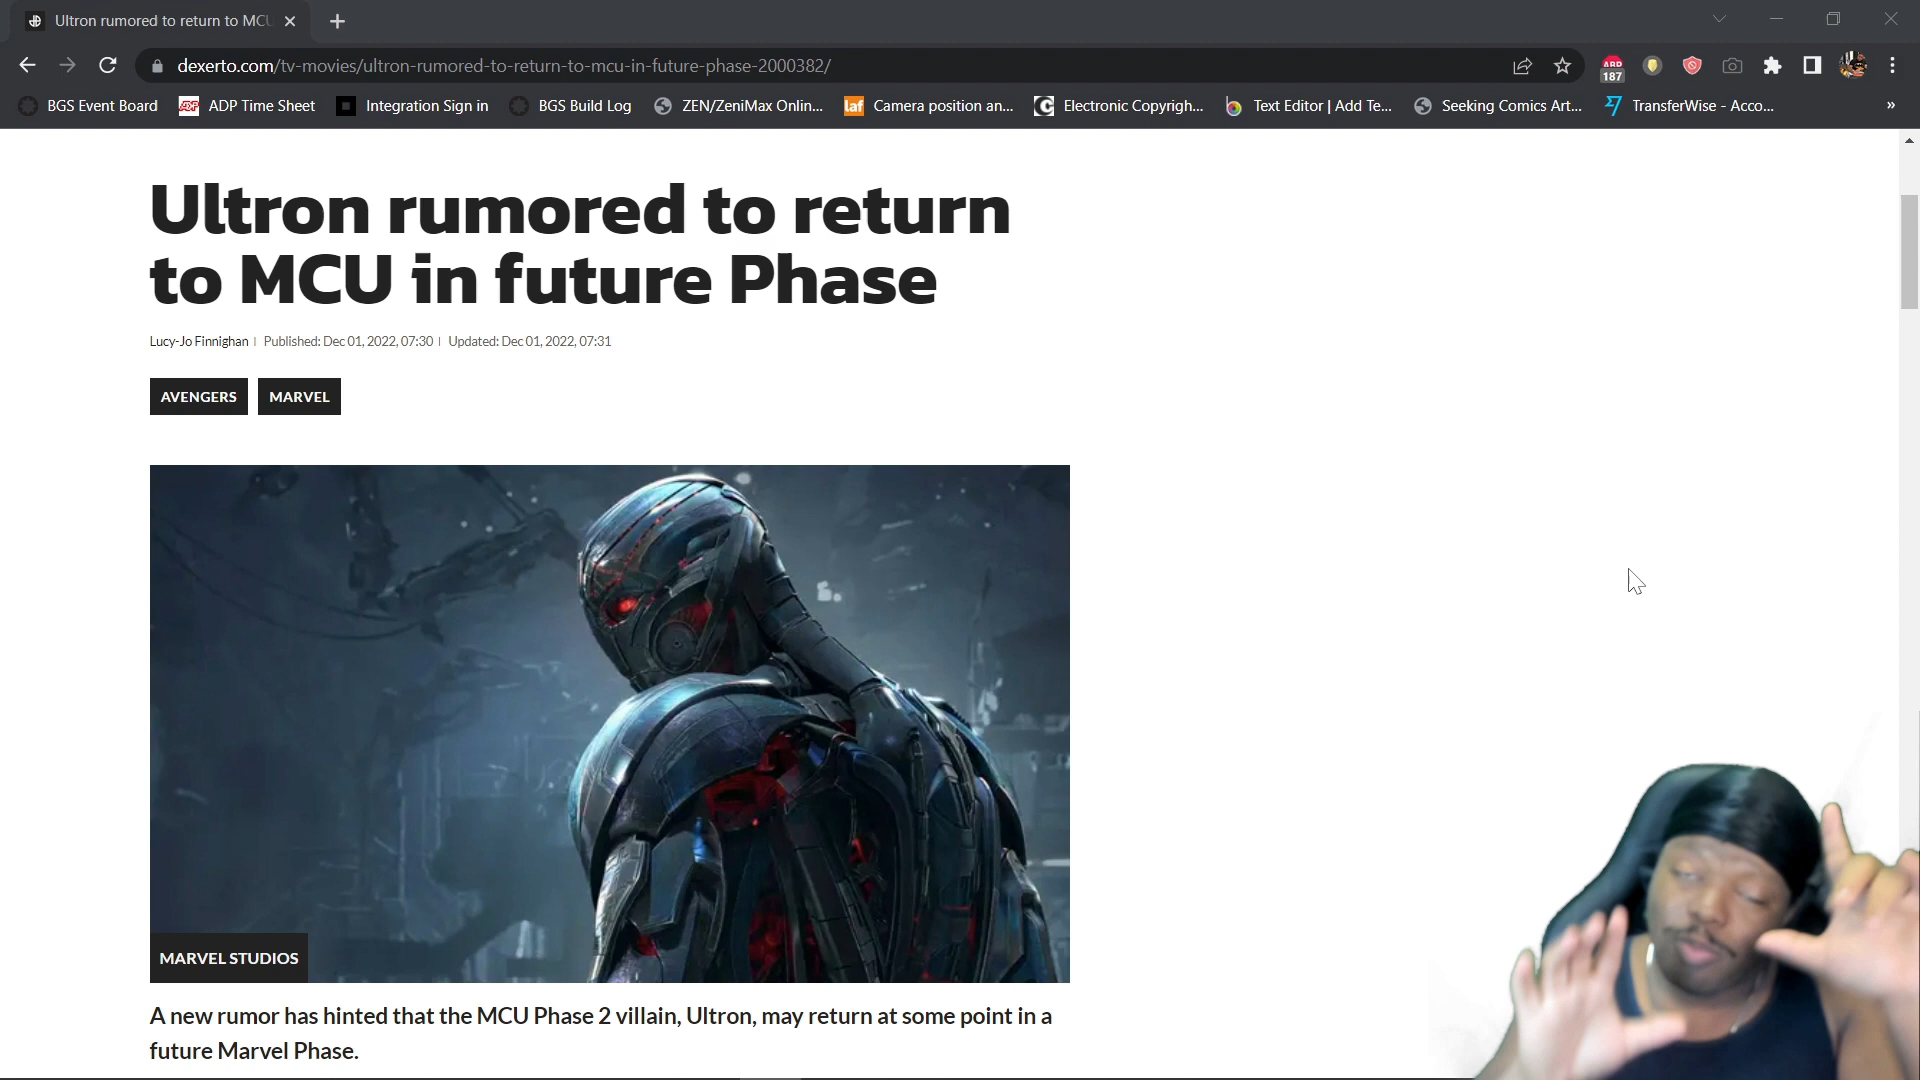 Ultron rumored to return to MCU
dexerto.com/tv-movies/ultron-rumored-to-return-to-mcu-in-future-phase-2000382/
ABD
187
BGS Event Board
ADP Time Sheet
Integration Sign in
BGS Build Log
ZEN/ZeniMax Onlin...
laf
Camera position an...
Electronic Copyrigh...
Text Editor | Add Te...
Seeking Comics Art...
TransferWise - Acco...
»
Ultron rumored to return
to MCU in future Phase
Lucy-Jo Finnighan | Published: Dec 01, 2022, 07:30 | Updated: Dec 01, 2022, 07:31
AVENGERS
MARVEL
MARVEL STUDIOS
A new rumor has hinted that the MCU Phase 2 villain, Ultron, may return at some point in a
future Marvel Phase.